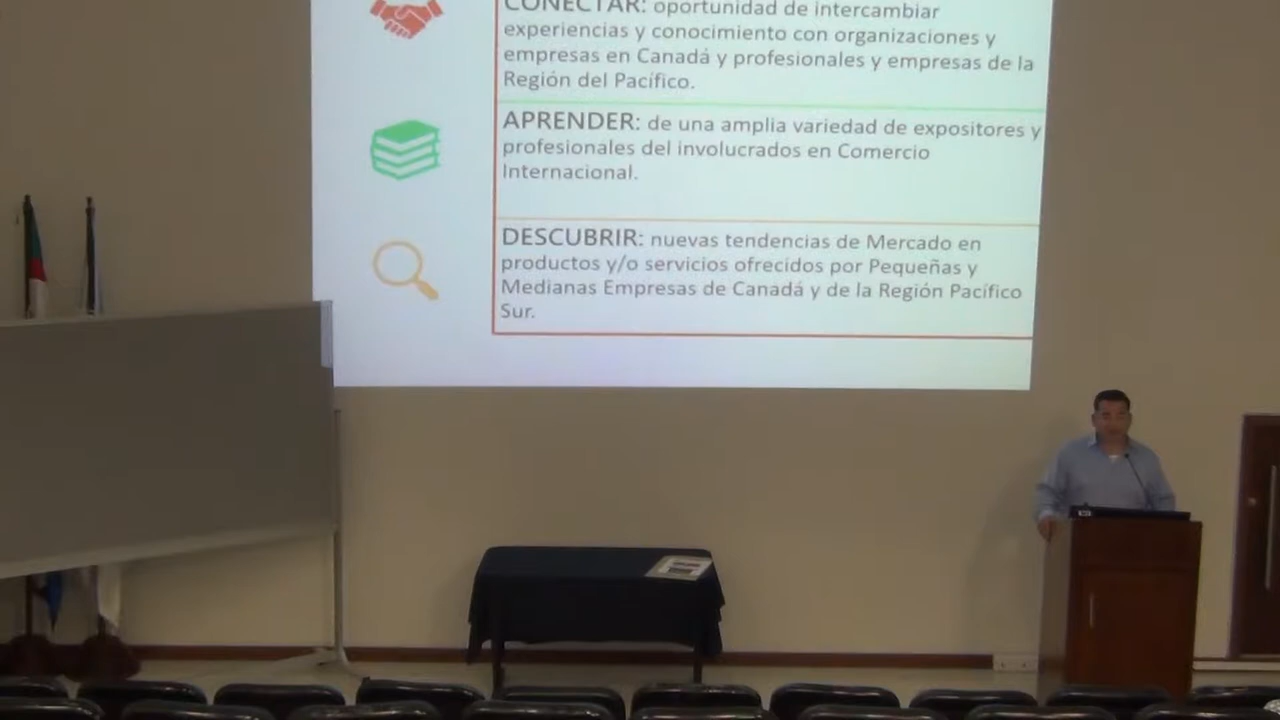 CONECTAR: oportunidad de intercambiar
experiencias y conocimiento con organizaciones y
empresas en Canadá y profesionales y empresas de la
Región del Pacífico.
APRENDER: de una amplia variedad de expositores y
profesionales del involucrados en Comercio
Internacional.
DESCUBRIR: nuevas tendencias de Mercado en
productos y/o servicios ofrecidos por Pequeñas y
Medianas Empresas de Canadá y de la Región Pacífico
Sur.